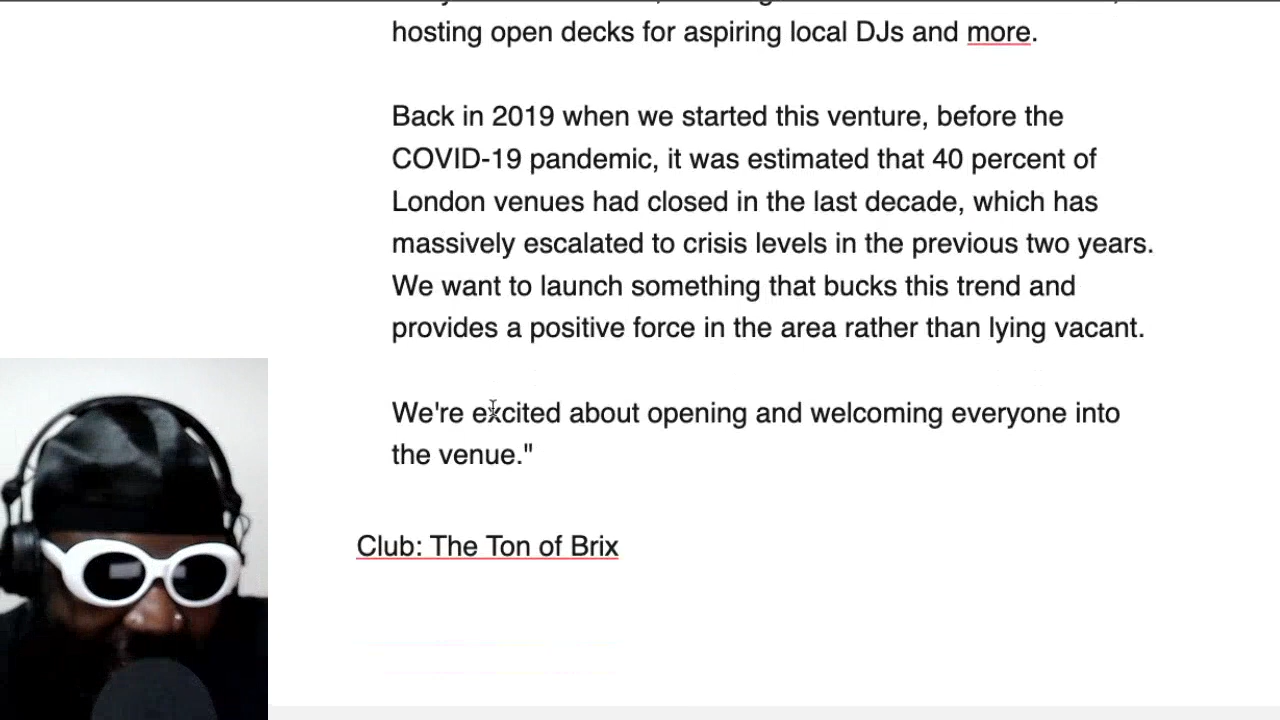 hosting open decks for aspiring local DJs and more.
Back in 2019 when we started this venture, before the
COVID-19 pandemic, it was estimated that 40 percent of
London venues had closed in the last decade, which has
massively escalated to crisis levels in the previous two years.
We want to launch something that bucks this trend and
provides a positive force in the area rather than lying vacant.
We're excited about opening and welcoming everyone into
the venue."
Club: The Ton of Brix